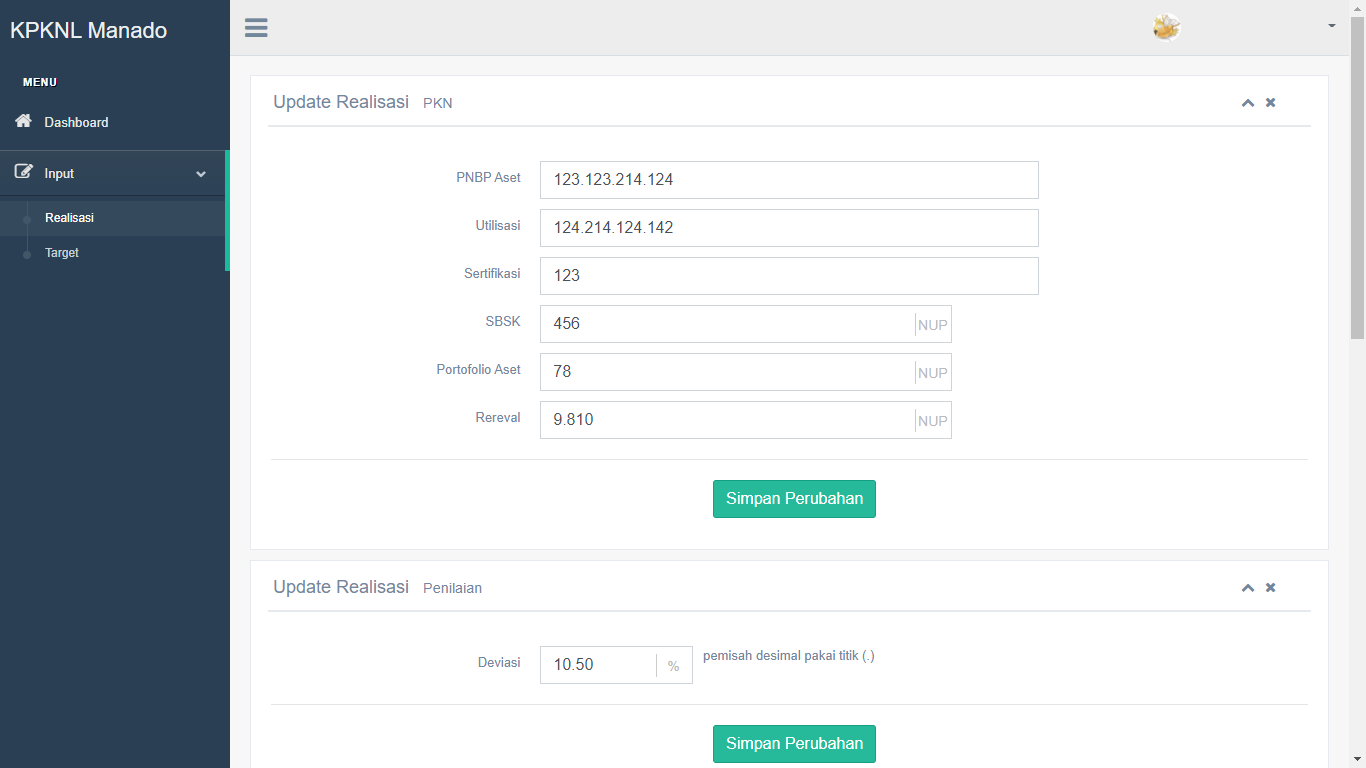 KPKNL Manado
MENU
Dashboard
Input
Realisasi
Target
Update Realisasi PKN
PNBP Aset 123.123.214.124
Utilisasi 124.214.124.142
Sertifikasi 123
SBSK 456 NUP
Portofolio Aset 78 NUP
Rereval 9.810 NUP
Simpan Perubahan
Update Realisasi Penilaian
Deviasi 10.50 % pemisah desimal pakai titik (.)
Simpan Perubahan